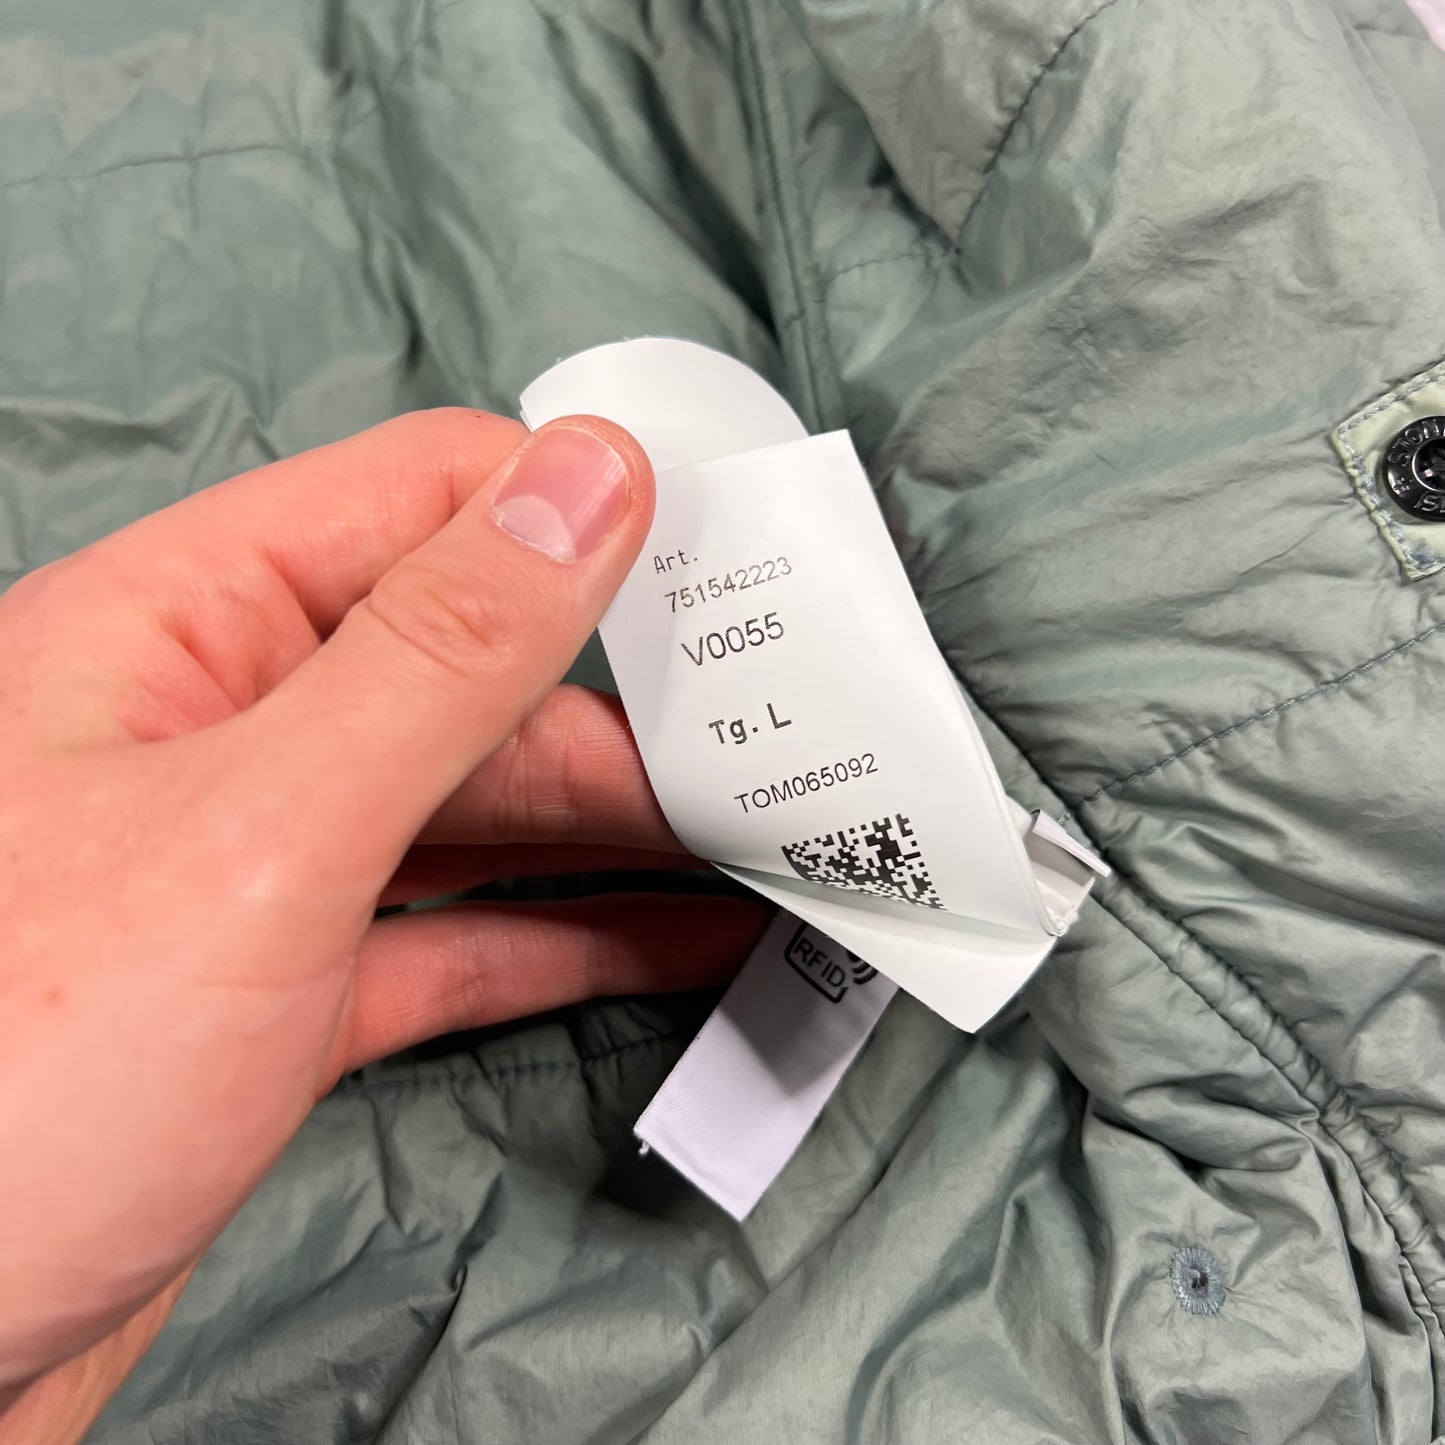 Art.
751542223
V0055
Tg. L
TOM065092
RFID